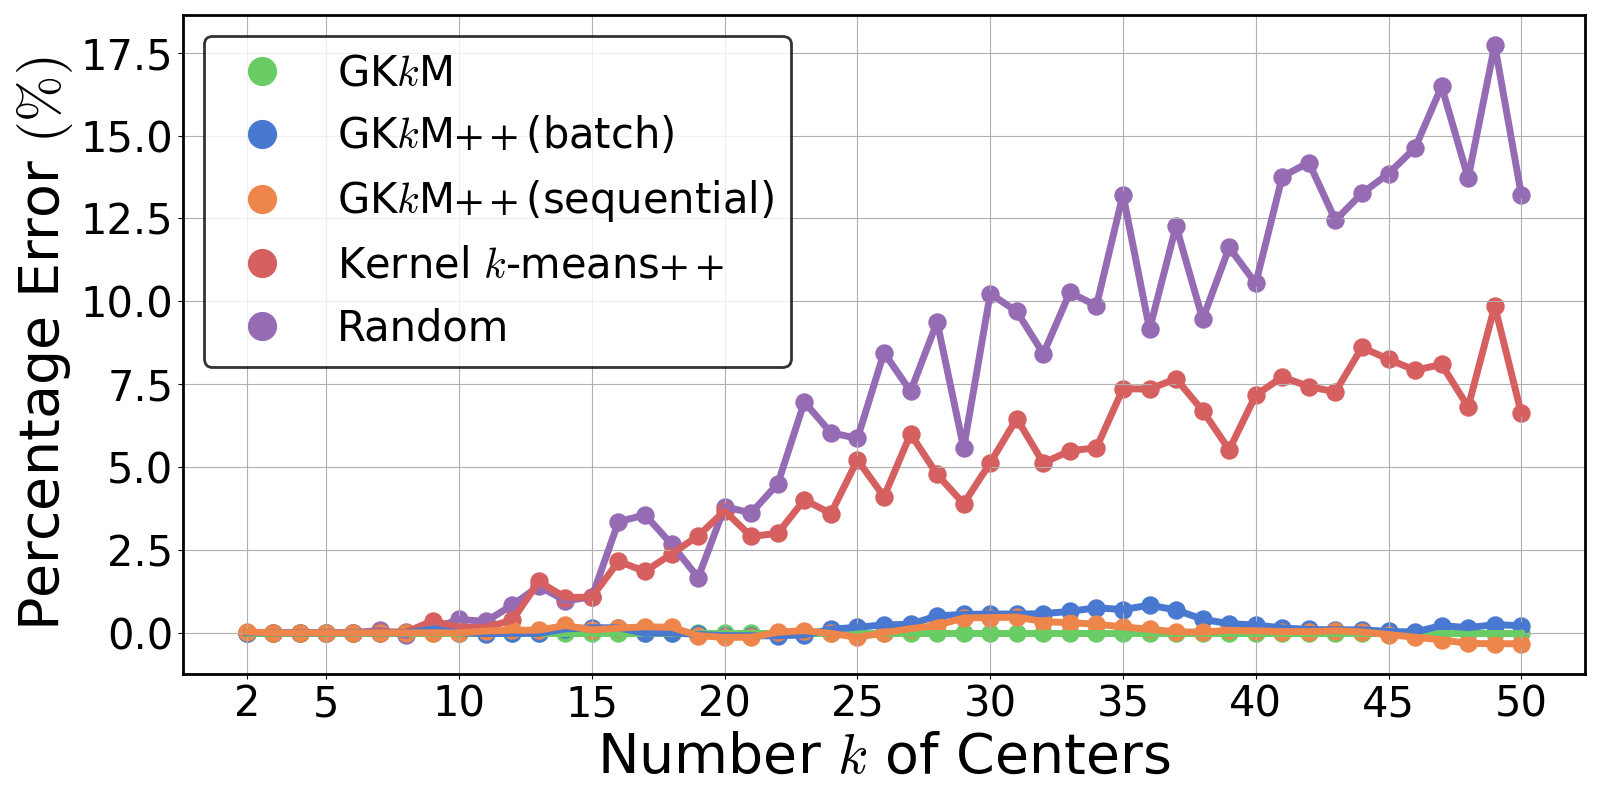 Percentage Error (%)
17.5
15.0
12.5
10.0
7.5
5.0
2.5
0.0
GKkM
GKkM++(batch)
GKkM++(sequential)
Kernel k-means++
Random
2 5 10 15 20 25 30 35 40 45 50
Number k of Centers